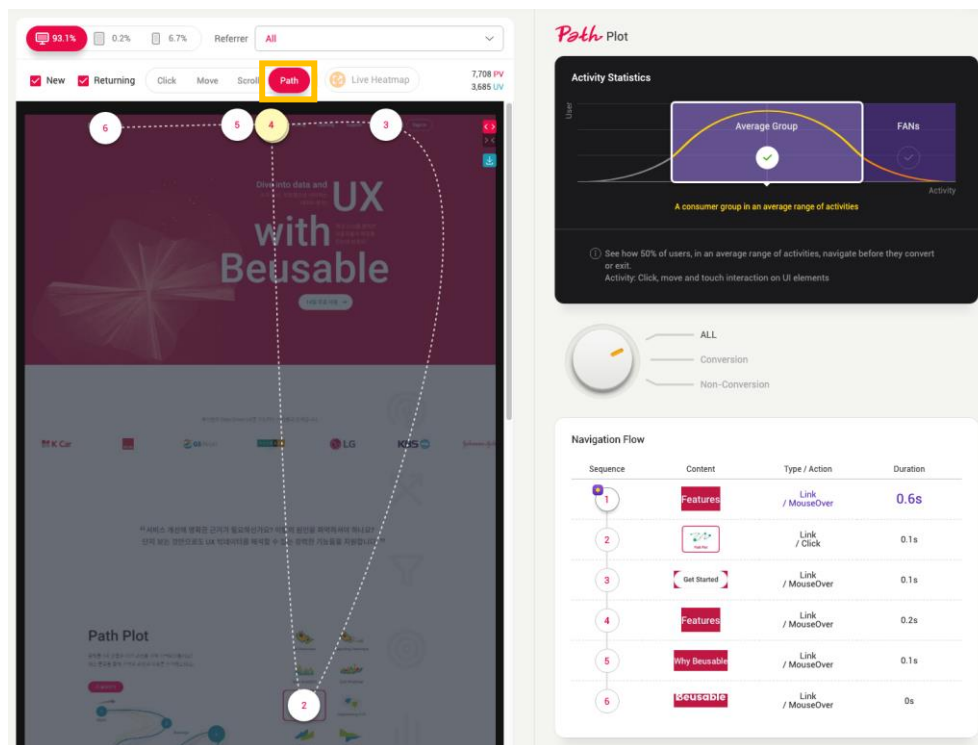 93.1%
0.2%
6.7%
Referrer
All
New
Returning
Click
Move
Scroll
Path
Live Heatmap
7,708 PV
3,685 UV
6
5
4
3
Dive into data and
UX
with
Beusable
K Car
LG
KBS
Path Plot
2
Path Plot
Activity Statistics
User
Average Group
FANs
Activity
A consumer group in an average range of activities
See how 50% of users, in an average range of activities, navigate before they convert
or exit.
Activity: Click, move and touch interaction on UI elements
ALL
Conversion
Non-Conversion
Navigation Flow
Sequence Content Type / Action Duration
1 Features Link / MouseOver 0.6s
2 Link / Click 0.1s
3 Get Started Link / MouseOver 0.1s
4 Features Link / MouseOver 0.2s
5 Why Beusable Link / MouseOver 0.1s
6 Beusable Link / MouseOver 0s